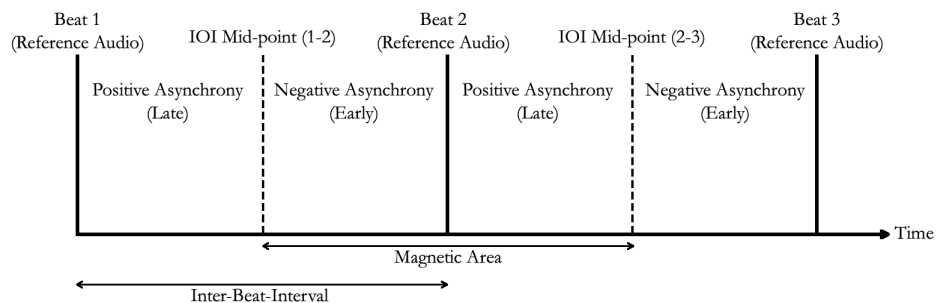 Beat 1
(Reference Audio)
IOI Mid-point (1-2)
Beat 2
(Reference Audio)
IOI Mid-point (2-3)
Beat 3
(Reference Audio)
Positive Asynchrony
(Late)
Negative Asynchrony
(Early)
Positive Asynchrony
(Late)
Negative Asynchrony
(Early)
Time
Magnetic Area
Inter-Beat-Interval